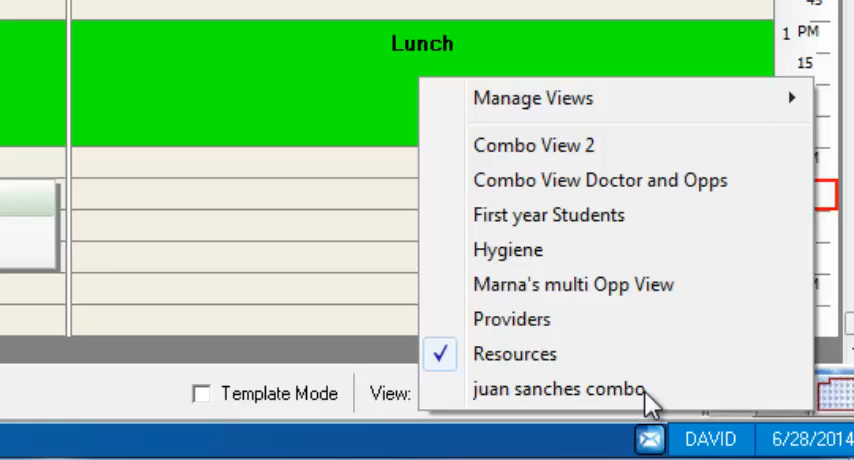 45
Lunch
1 PM
15
Manage Views
Combo View 2
Combo View Doctor and Opps
First year Students
Hygiene
Marna's multi Opp View
Providers
Resources
juan sanches combo
Template Mode
View:
DAVID
6/28/2014